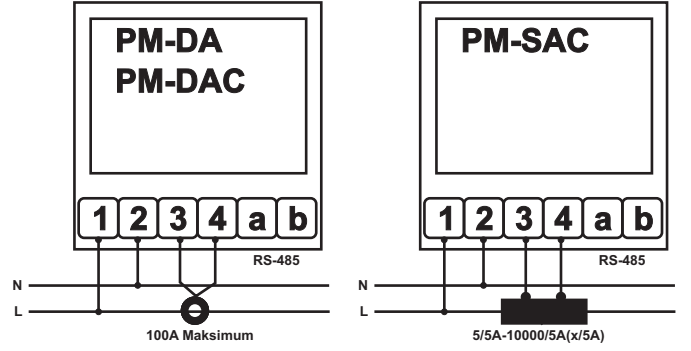 PM-DA
PM-DAC
1 2 3 4 a b
RS-485
N
L
100A Maksimum
PM-SAC
1 2 3 4 a b
RS-485
N
L
5/5A-10000/5A(x/5A)